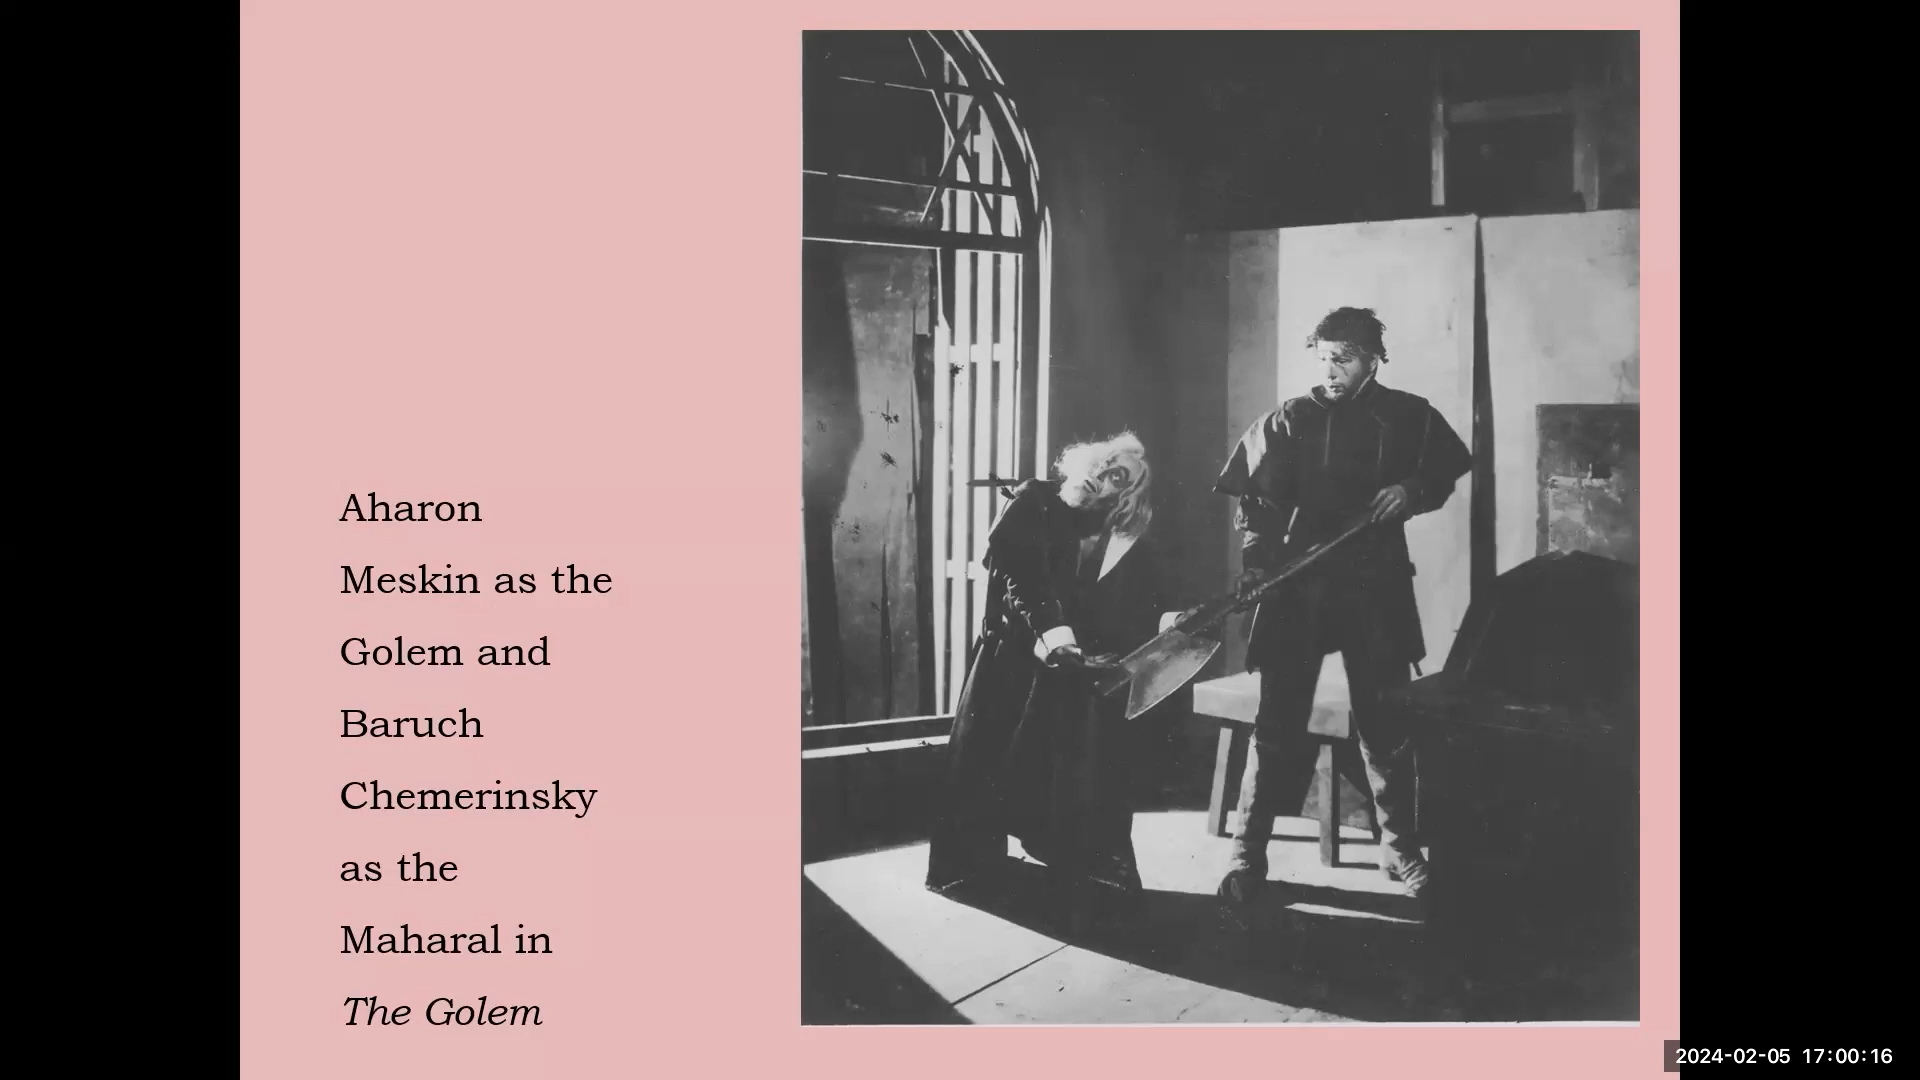 Aharon
Meskin as the
Golem and
Baruch
Chemerinsky
as the
Maharal in
The Golem
2024-02-05 17:00:16